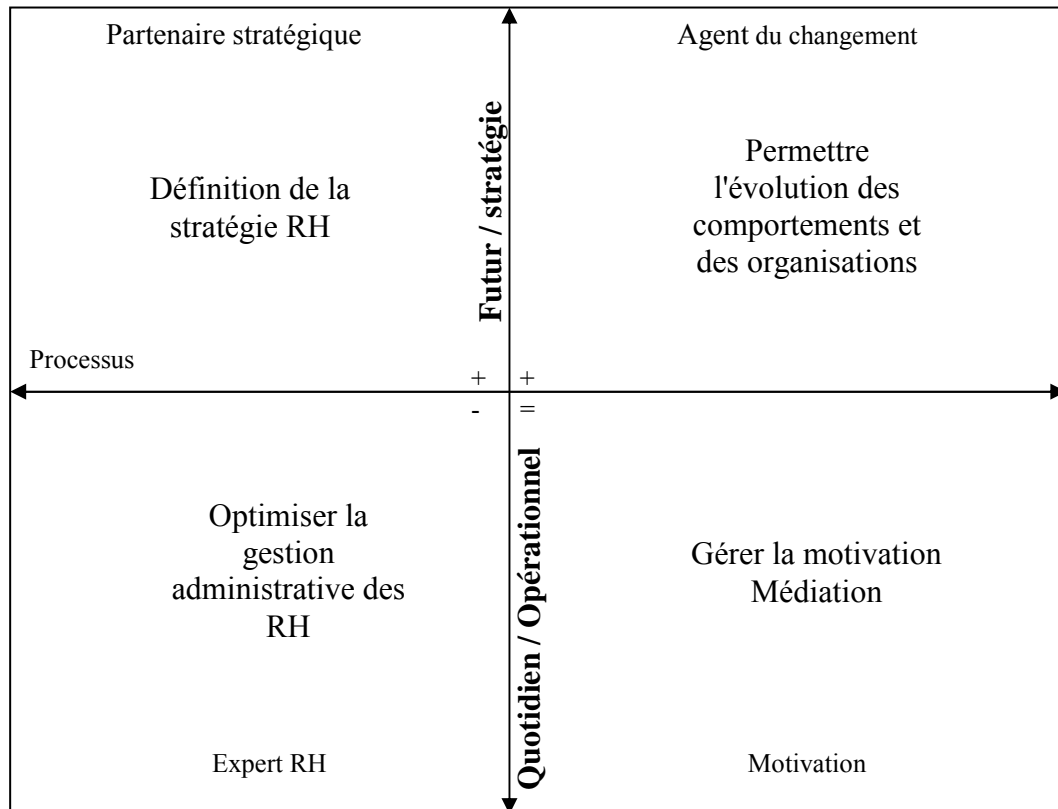 Partenaire stratégique
Agent du changement
Futur / stratégie
Définition de la
stratégie RH
Permettre
l'évolution des
comportements et
des organisations
Processus
+ +
- =
Quotidien / Opérationnel
Optimiser la
gestion
administrative des
RH
Gérer la motivation
Médiation
Expert RH
Motivation